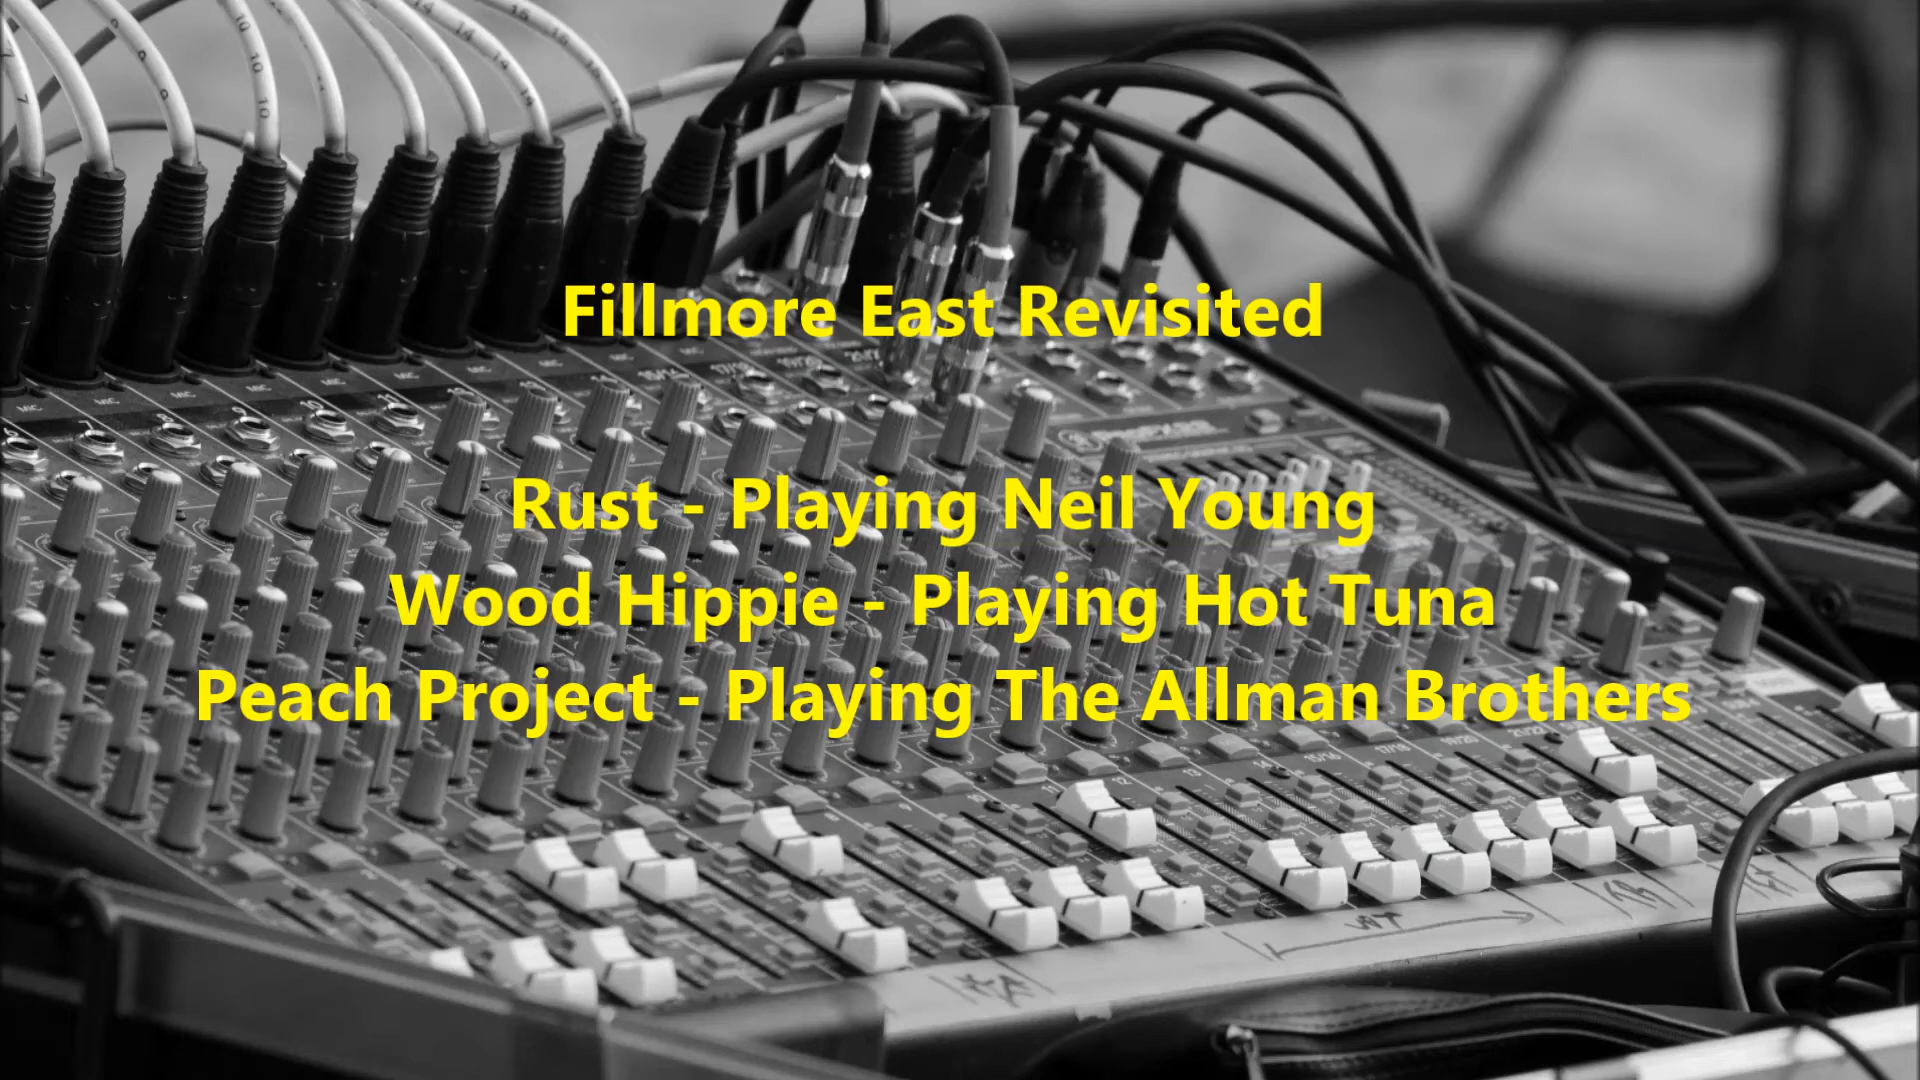 Fillmore East Revisited
Rust - Playing Neil Young
Wood Hippie - Playing Hot Tuna
Peach Project - Playing The Allman Brothers